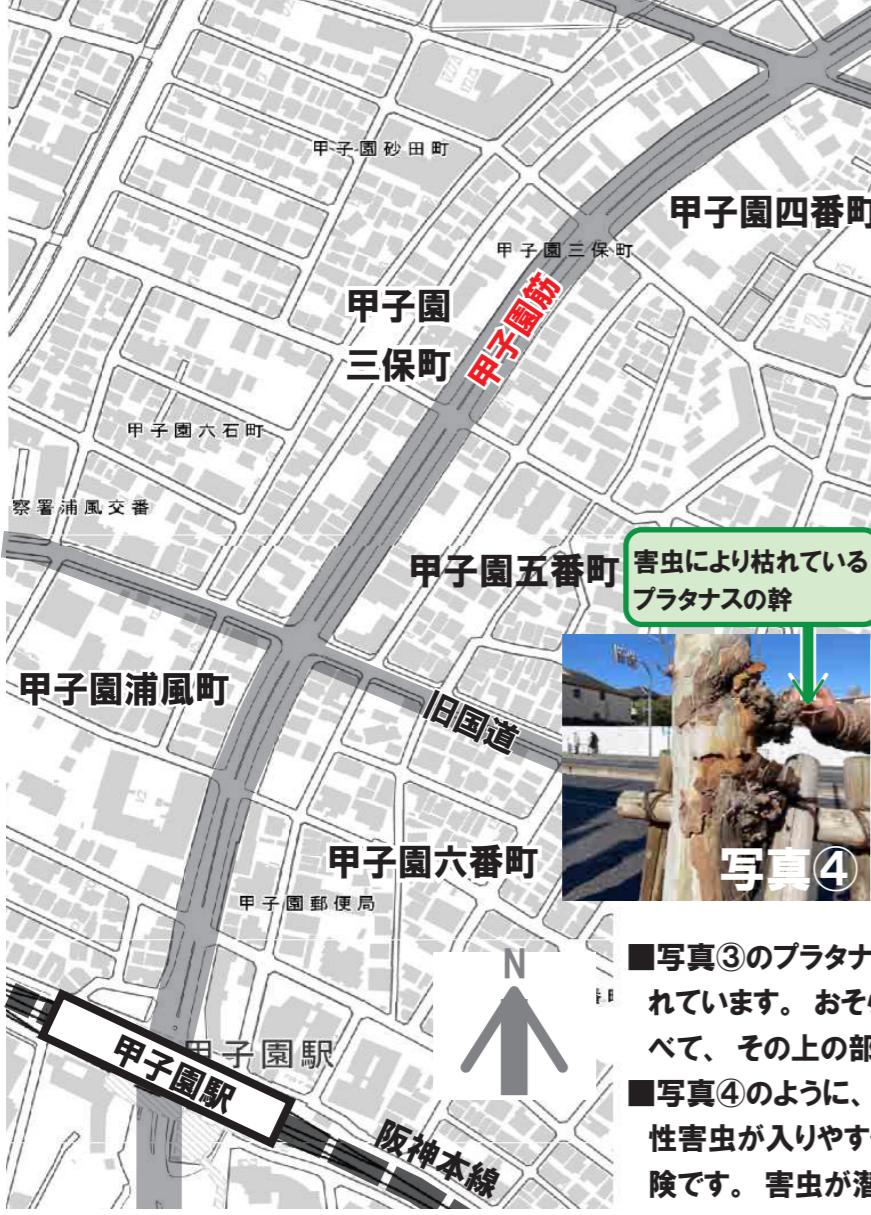 甲子園砂田町
甲子園四番町
甲子園三保町
甲子園筋
甲子園
三保町
甲子園六石町
察署浦風交番
甲子園五番町
害虫により枯れている
プラタナスの幹
甲子園浦風町
旧国道
写真④
甲子園六番町
甲子園郵便局
N
甲子園駅
甲子園駅
阪神本線
■写真③のプラタナ
れています。おそら
べて、その上の部
■写真④のように、
性害虫が入りやす
険です。害虫が潜